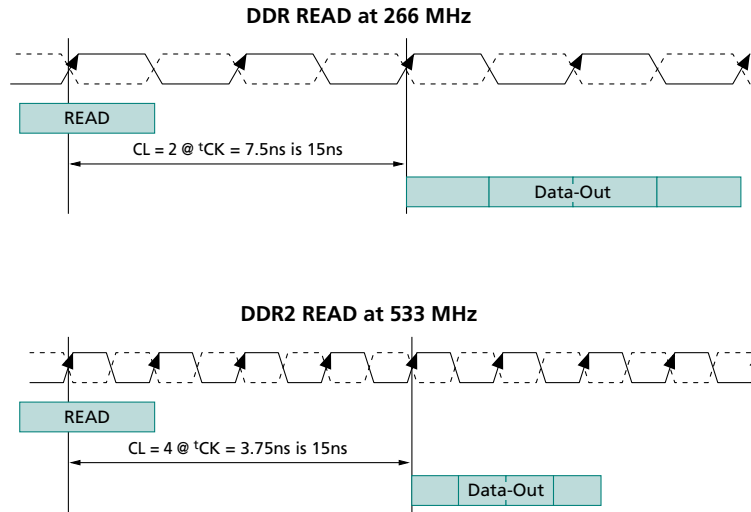 DDR READ at 266 MHz
READ
CL = 2 @ ᵗCK = 7.5ns is 15ns
Data-Out
DDR2 READ at 533 MHz
READ
CL = 4 @ ᵗCK = 3.75ns is 15ns
Data-Out